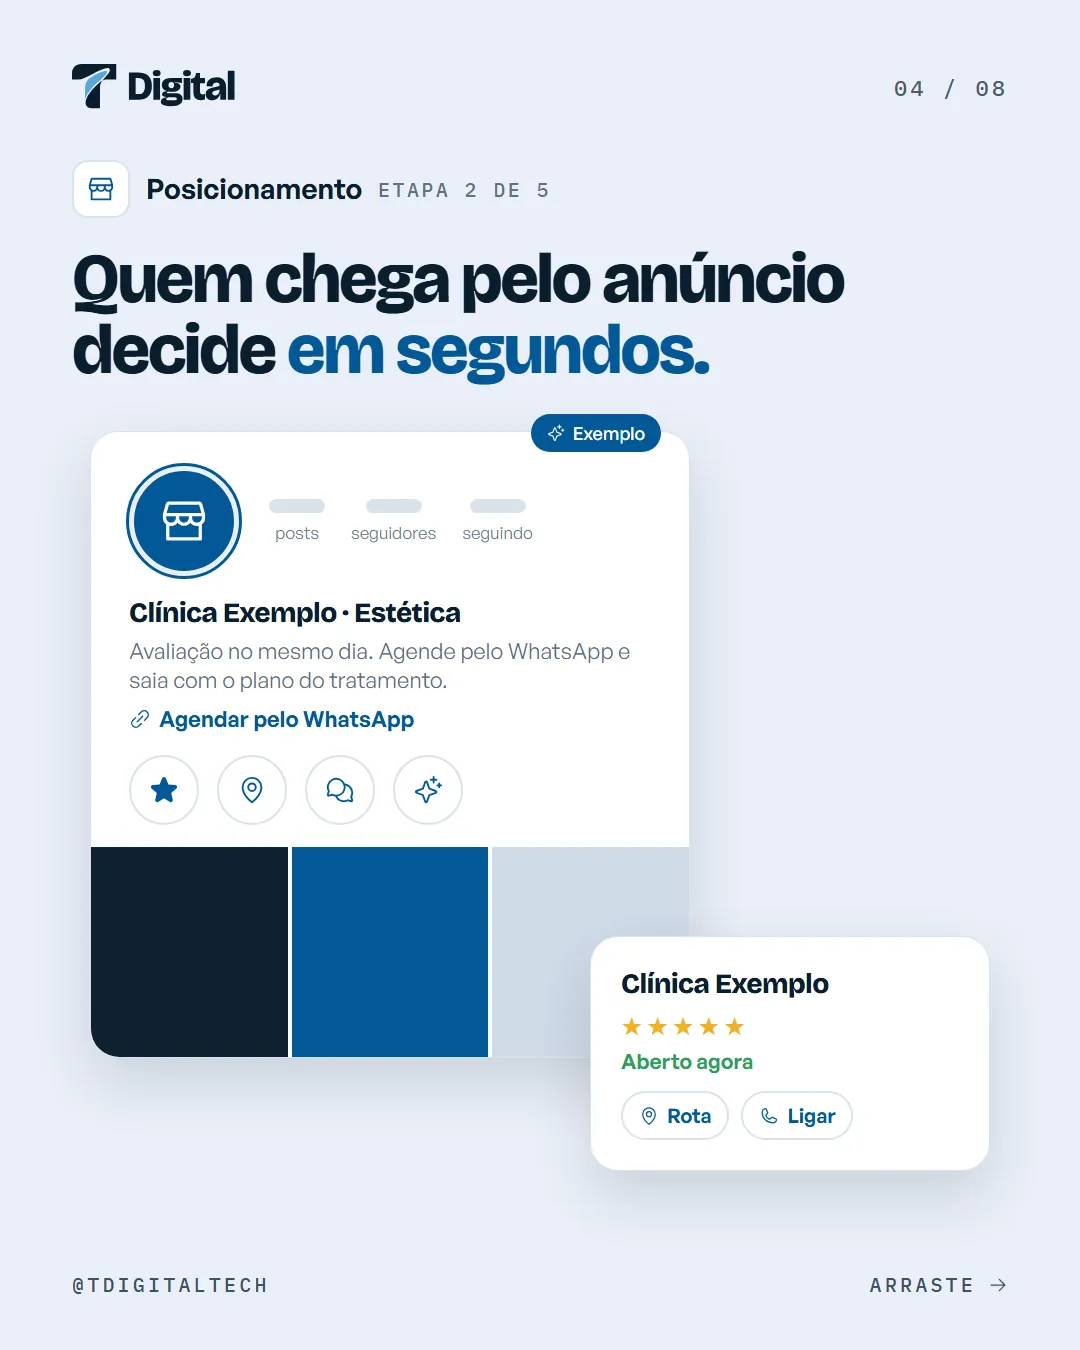 Digital
04 / 08
Posicionamento ETAPA 2 DE 5
Quem chega pelo anúncio
decide em segundos.
Exemplo
posts seguidores seguindo
Clínica Exemplo · Estética
Avaliação no mesmo dia. Agende pelo WhatsApp e
saia com o plano do tratamento.
Agendar pelo WhatsApp
Clínica Exemplo
Aberto agora
Rota Ligar
@TDIGITALTECH
ARRASTE →